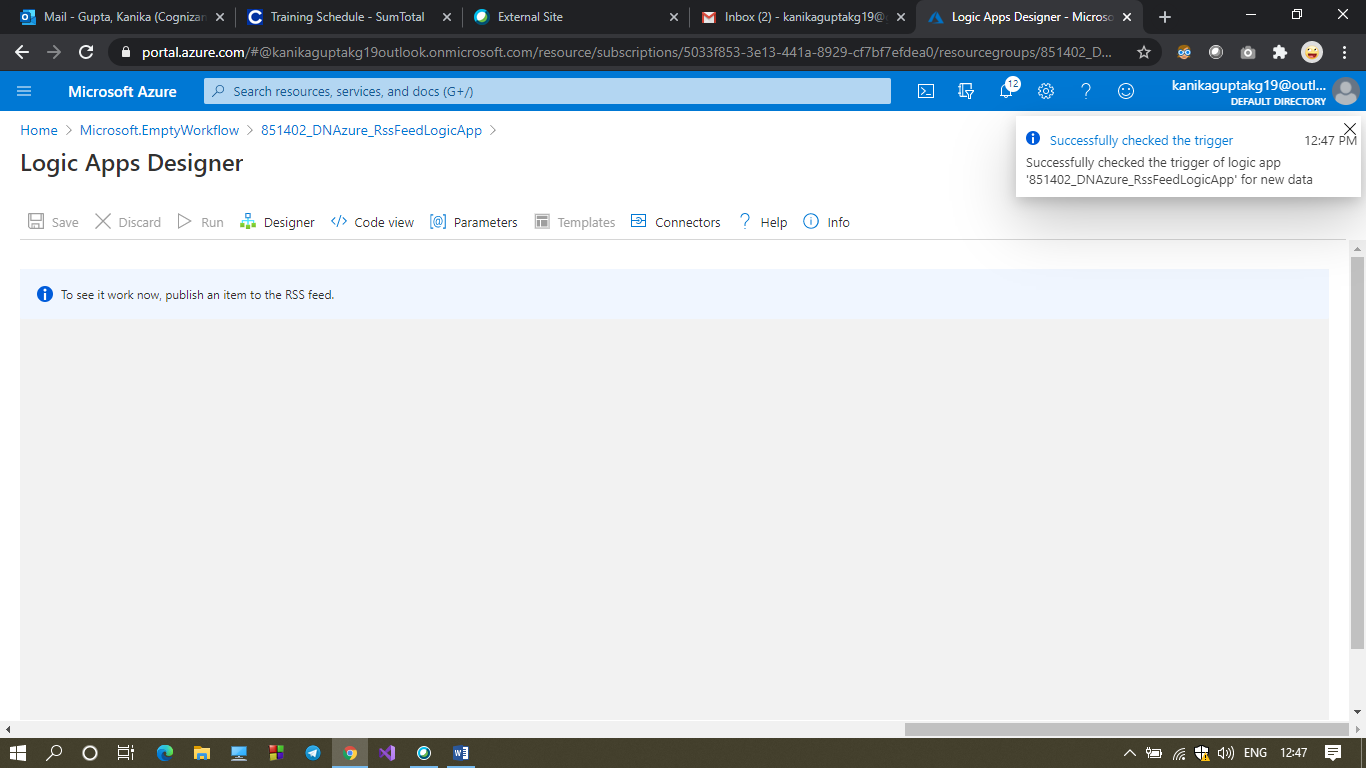 Mail - Gupta, Kanika (Cognizan
Training Schedule - SumTotal
External Site
Inbox (2) - kanikaguptakg19@g
Logic Apps Designer - Microso
portal.azure.com/#@kanikaguptakg19outlook.onmicrosoft.com/resource/subscriptions/5033f853-3e13-441a-8929-cf7bf7efdea0/resourcegroups/851402_D...
Microsoft Azure
Search resources, services, and docs (G+/)
12
kanikaguptakg19@outl...
DEFAULT DIRECTORY
Home > Microsoft.EmptyWorkflow > 851402_DNAzure_RssFeedLogicApp >
Logic Apps Designer
Successfully checked the trigger
12:47 PM
Successfully checked the trigger of logic app
'851402_DNAzure_RssFeedLogicApp' for new data
Save
Discard
Run
Designer
Code view
Parameters
Templates
Connectors
Help
Info
To see it work now, publish an item to the RSS feed.
ENG
12:47